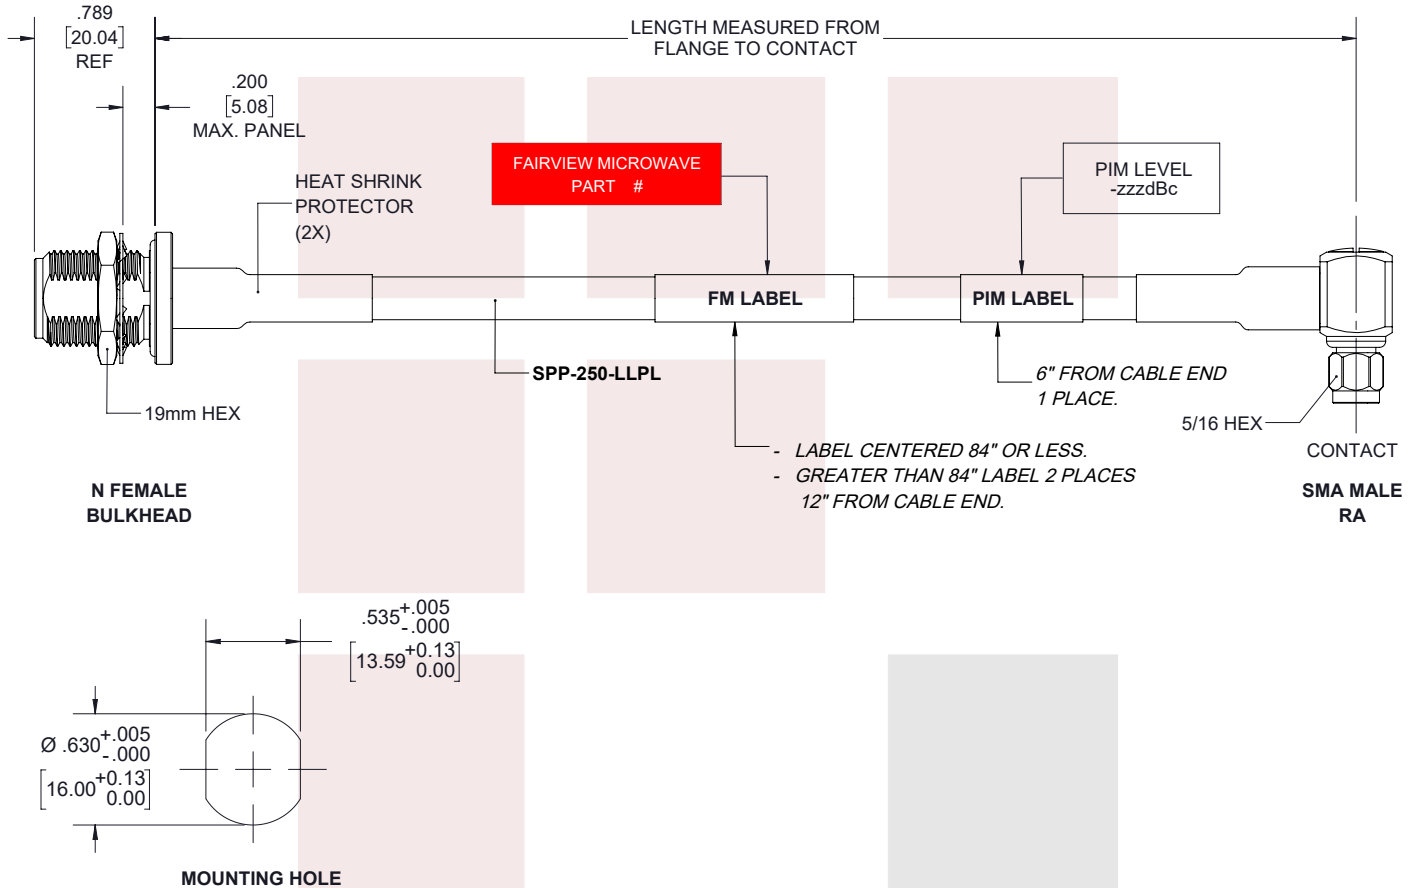 .789
[20.04]
REF
LENGTH MEASURED FROM
FLANGE TO CONTACT
.200
[5.08]
MAX. PANEL
HEAT SHRINK
PROTECTOR
(2X)
FAIRVIEW MICROWAVE
PART #
PIM LEVEL
-zzzdBc
FM LABEL
PIM LABEL
SPP-250-LLPL
6" FROM CABLE END
1 PLACE.
19mm HEX
5/16 HEX
- LABEL CENTERED 84" OR LESS.
- GREATER THAN 84" LABEL 2 PLACES
12" FROM CABLE END.
CONTACT
N FEMALE
BULKHEAD
SMA MALE
RA
.535 +.005
-.000
[13.59 +0.13
0.00]
Ø .630 +.005
-.000
[16.00 +0.13
0.00]
MOUNTING HOLE